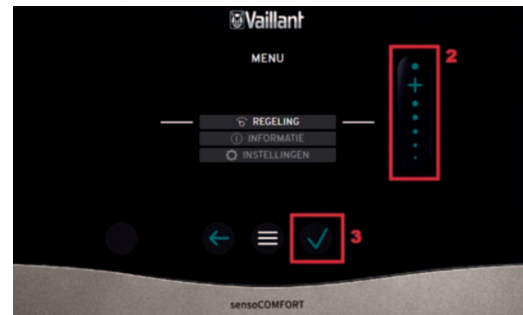 Vaillant
MENU
2
REGELING
INFORMATIE
INSTELLINGEN
3
sensoCOMFORT